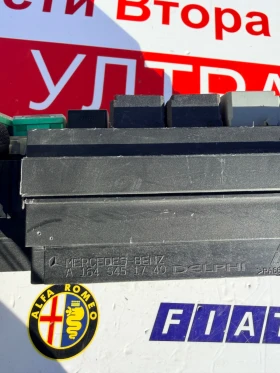 сти Втора
УЛТРА
MERCEDES BENZ
A 164 545 17 40 DELPHI
ALFA ROMEO
FIAT